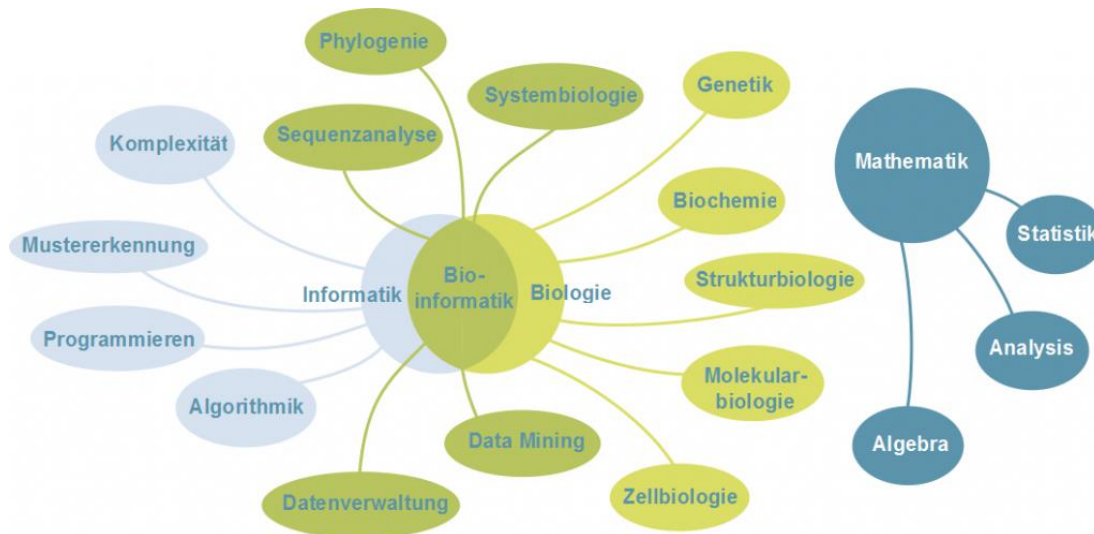 Phylogenie
Systembiologie
Genetik
Komplexität
Sequenzanalyse
Mathematik
Biochemie
Statistik
Mustererkennung
Strukturbiologie
Informatik
Bio-
informatik
Biologie
Programmieren
Analysis
Molekular-
biologie
Algorithmik
Data Mining
Algebra
Datenverwaltung
Zellbiologie